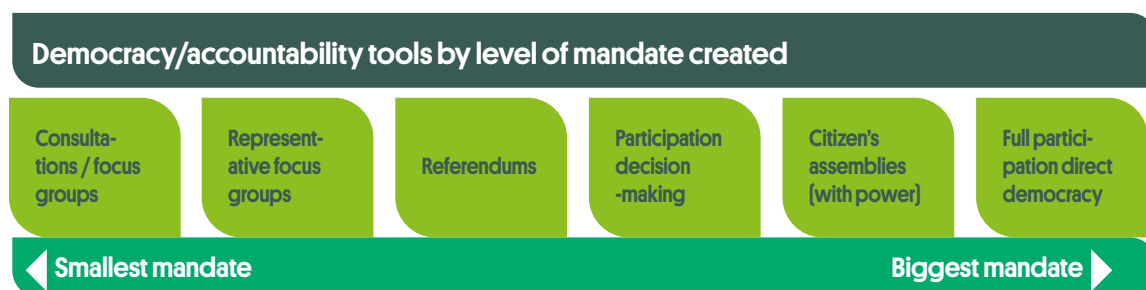 Democracy/accountability tools by level of mandate created
Consulta-
tions / focus
groups
Represent-
ative focus
groups
Referendums
Participation
decision
-making
Citizen's
assemblies
(with power)
Full partici-
pation direct
democracy
Smallest mandate
Biggest mandate